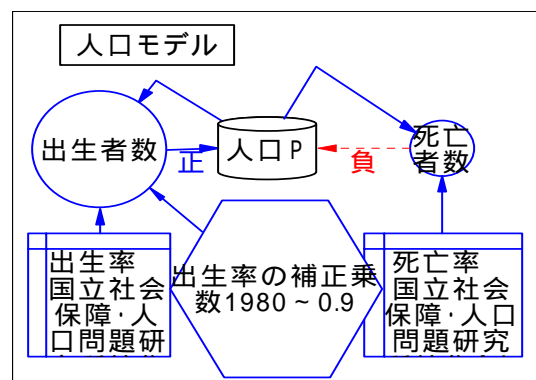 人口モデル
出生者数
正
人口P
負
死亡
者数
出生率
国立社会
保障・人
口問題研
出生率の補正乗
数1980～0.9
死亡率
国立社会
保障・人口
問題研究